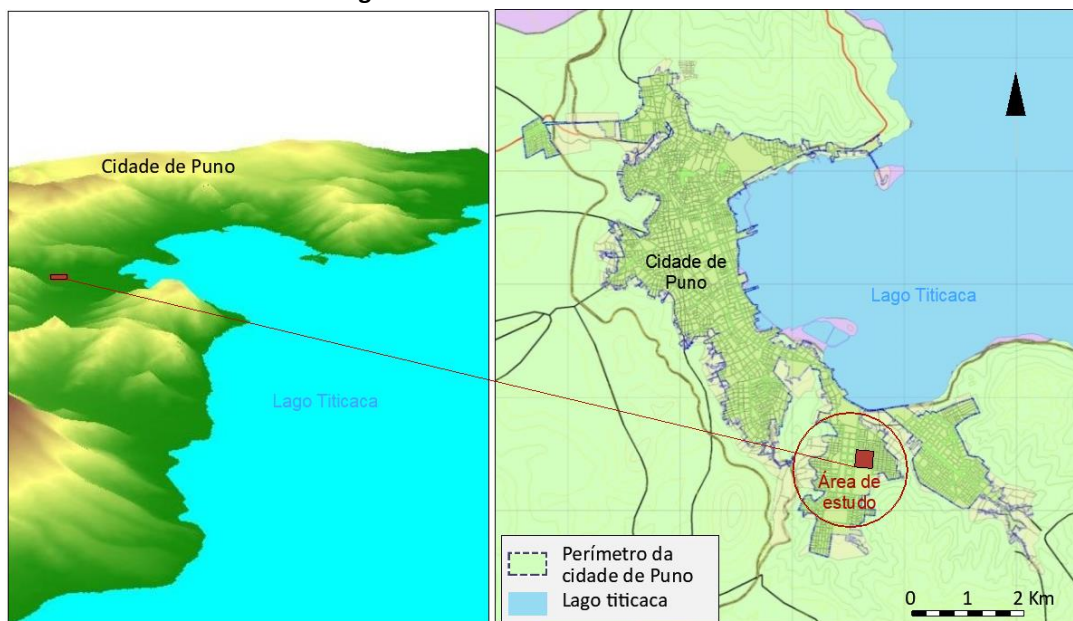 Cidade de Puno
Lago Titicaca
Cidade de
Puno
Lago Titicaca
Área de
estudo
Perímetro da
cidade de Puno
Lago titicaca
0 1 2 Km